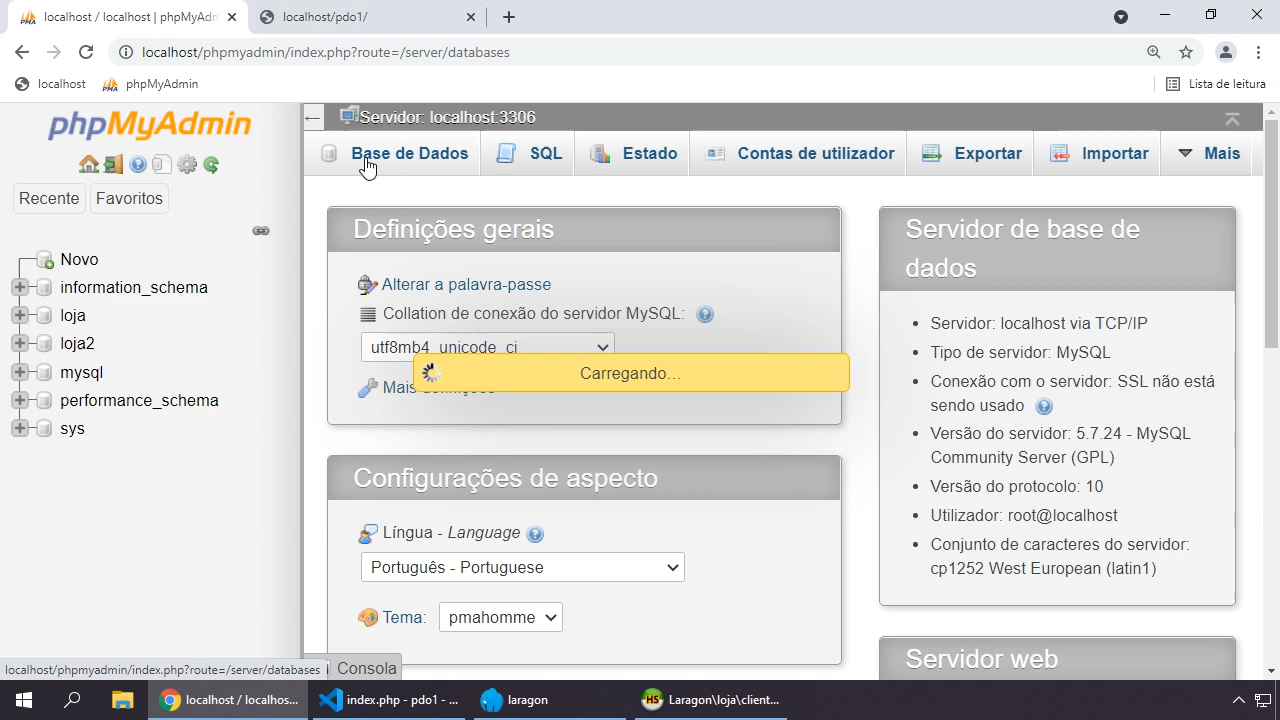 localhost / localhost | phpMyAdm
localhost/pdo1/
localhost/phpmyadmin/index.php?route=/server/databases
localhost
phpMyAdmin
Lista de leitura
phpMyAdmin
Recente
Favoritos
Novo
information_schema
loja
loja2
mysql
performance_schema
sys
Servidor: localhost:3306
Base de Dados
SQL
Estado
Contas de utilizador
Exportar
Importar
Mais
Definições gerais
Alterar a palavra-passe
Collation de conexão do servidor MySQL:
utf8mb4_unicode_ci
Carregando...
Mais definições
Configurações de aspecto
Língua - Language
Português - Portuguese
Tema:
pmahomme
Servidor de base de
dados
Servidor: localhost via TCP/IP
Tipo de servidor: MySQL
Conexão com o servidor: SSL não está
sendo usado
Versão do servidor: 5.7.24 - MySQL
Community Server (GPL)
Versão do protocolo: 10
Utilizador: root@localhost
Conjunto de caracteres do servidor:
cp1252 West European (latin1)
Servidor web
localhost/phpmyadmin/index.php?route=/server/databases
Consola
localhost / localhos...
index.php - pdo1 - ...
laragon
HS
Laragon\loja\client...